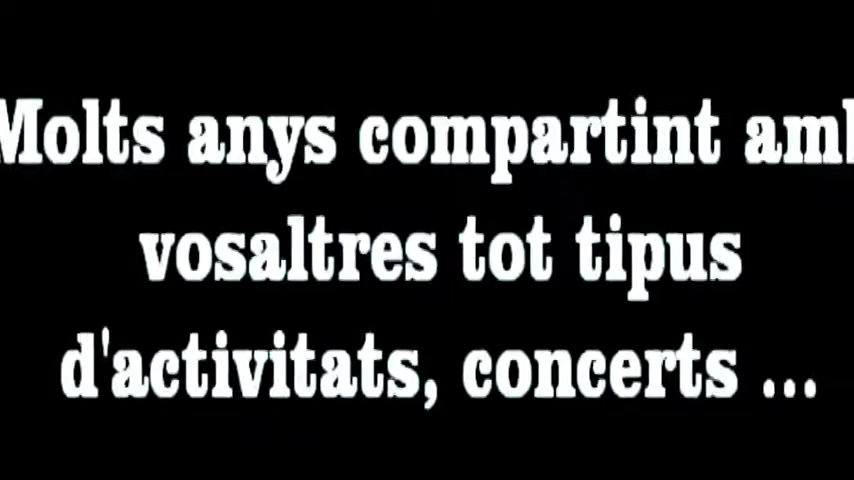 Molts anys compartint amb
vosaltres tot tipus
d'activitats, concerts ...